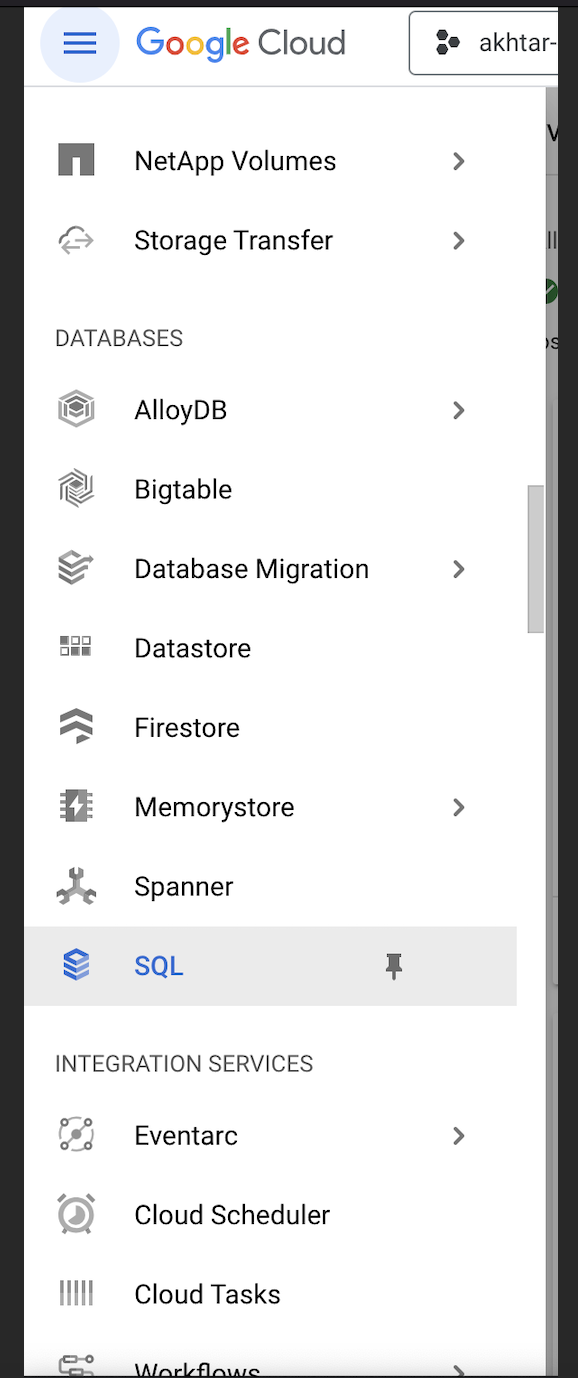 Google Cloud
akhtar-
NetApp Volumes
Storage Transfer
DATABASES
AlloyDB
Bigtable
Database Migration
Datastore
Firestore
Memorystore
Spanner
SQL
INTEGRATION SERVICES
Eventarc
Cloud Scheduler
Cloud Tasks
Workflows